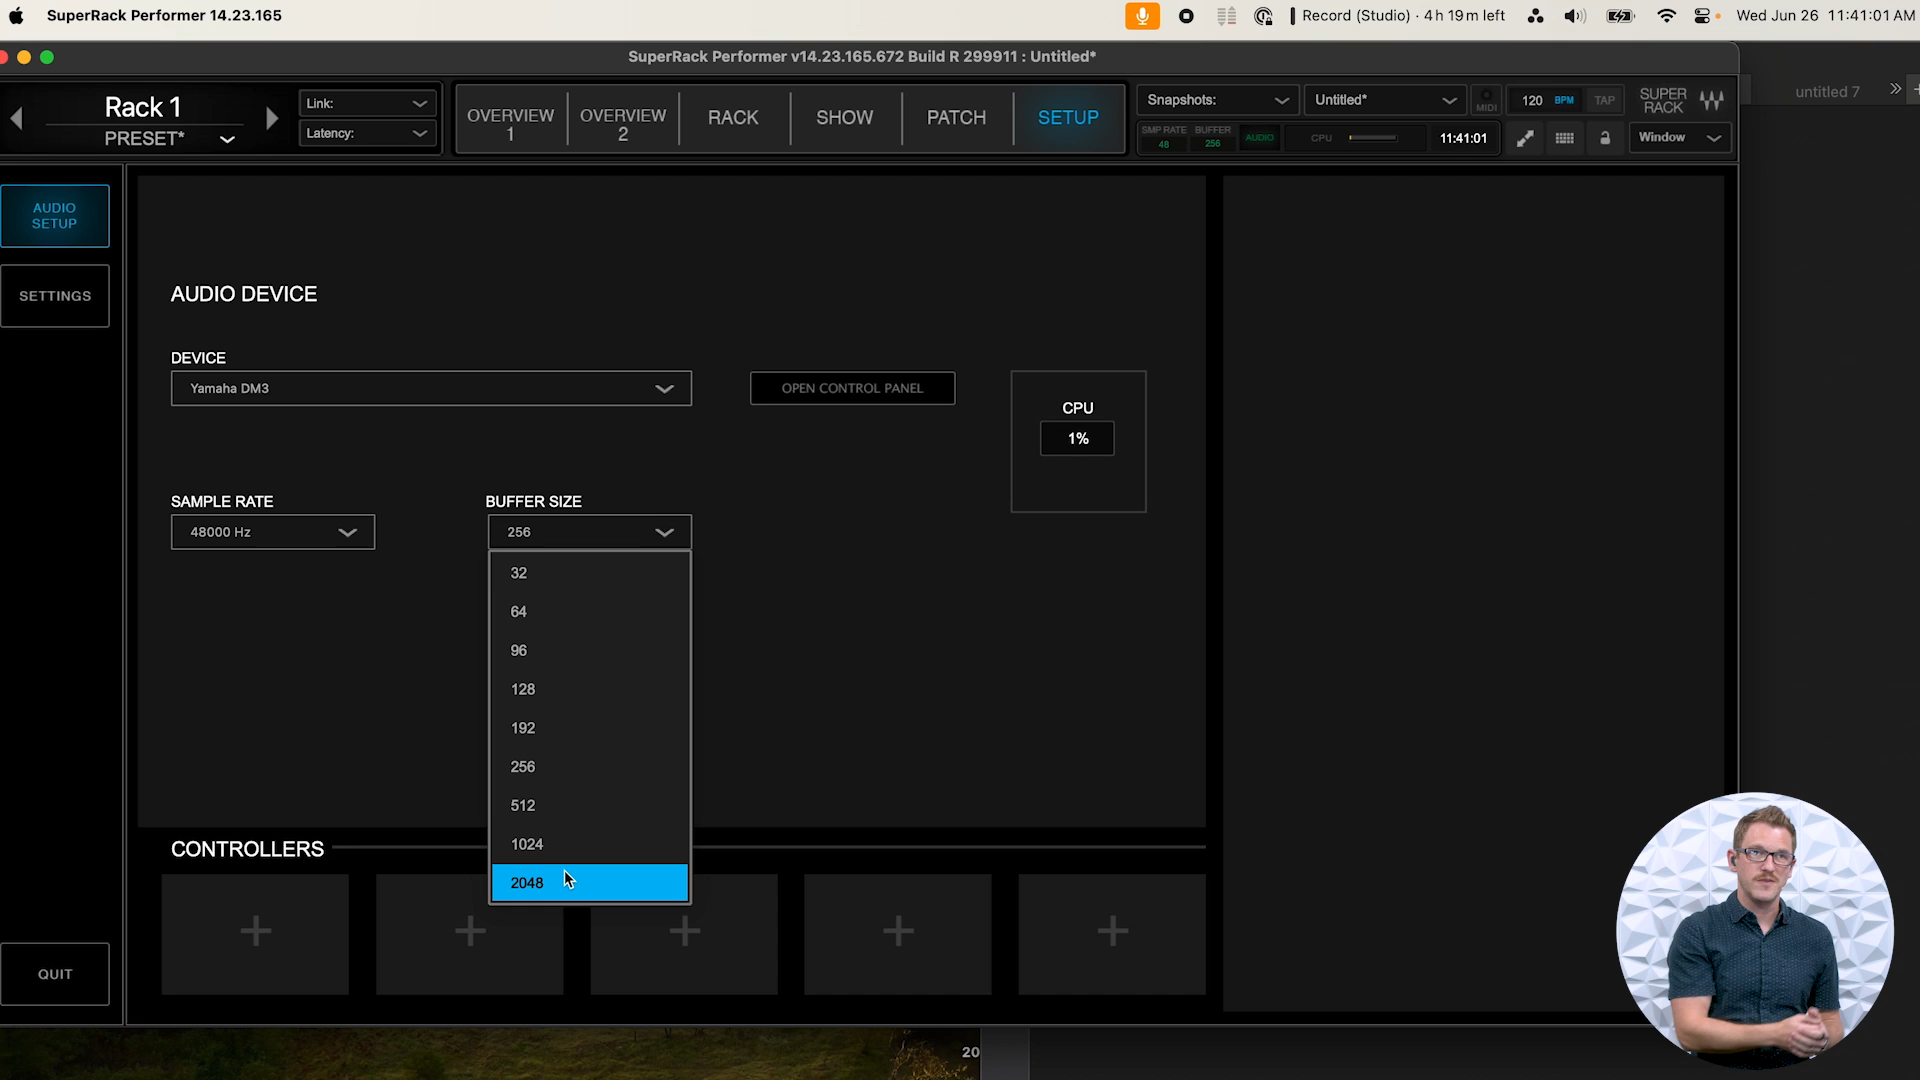 SuperRack Performer 14.23.165
Record (Studio) · 4h 19m left
Wed Jun 26 11:41:01 AM
SuperRack Performer v14.23.165.672 Build R 299911 : Untitled*
untitled 7
Rack 1
PRESET*
Link:
Latency:
OVERVIEW
1
OVERVIEW
2
RACK
SHOW
PATCH
SETUP
Snapshots:
Untitled*
MIDI
120 BPM TAP
SUPER
RACK
SMP RATE
48
BUFFER
256
AUDIO
CPU
11:41:01
Window
AUDIO
SETUP
SETTINGS
QUIT
AUDIO DEVICE
DEVICE
Yamaha DM3
OPEN CONTROL PANEL
CPU
1%
SAMPLE RATE
48000 Hz
BUFFER SIZE
256
32
64
96
128
192
256
512
1024
2048
CONTROLLERS
20